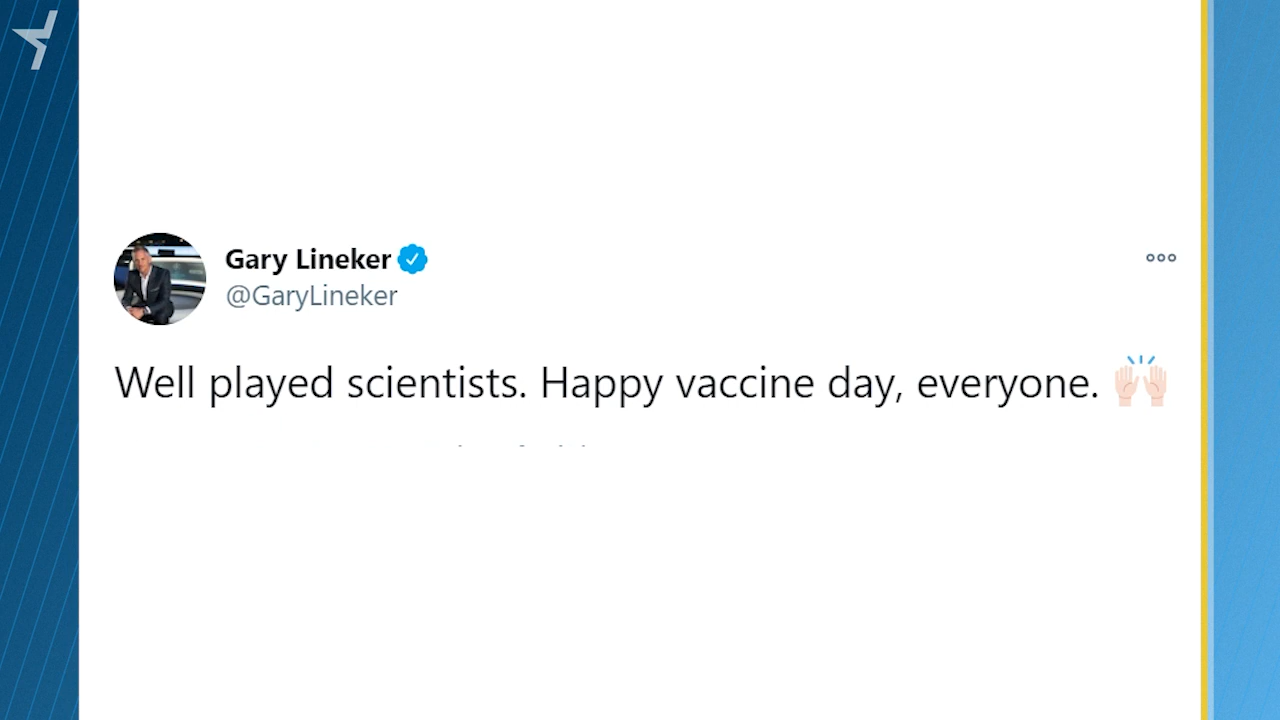 Gary Lineker
@GaryLineker
Well played scientists. Happy vaccine day, everyone. 🙌🏻